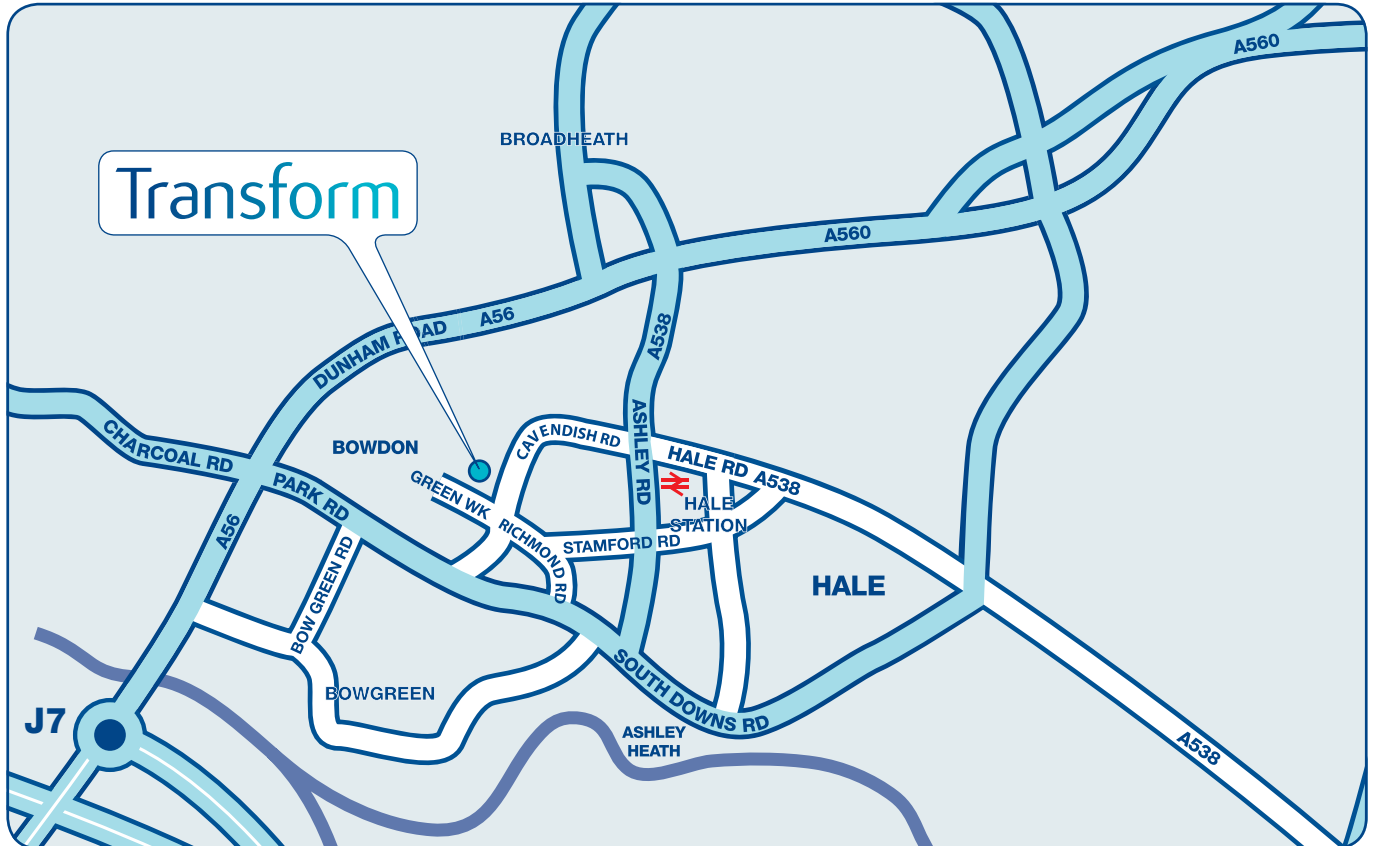 A560
BROADHEATH
Transform
A560
DUNHAM ROAD
A56
A538
CHARCOAL RD
BOWDON
CAVENDISH RD
ASHLEY RD
HALE RD
A538
PARK RD
GREEN WK
HALE
STATION
A56
RICHMOND RD
STAMFORD RD
BOW GREEN RD
HALE
BOWGREEN
SOUTH DOWNS RD
J7
ASHLEY
HEATH
A538